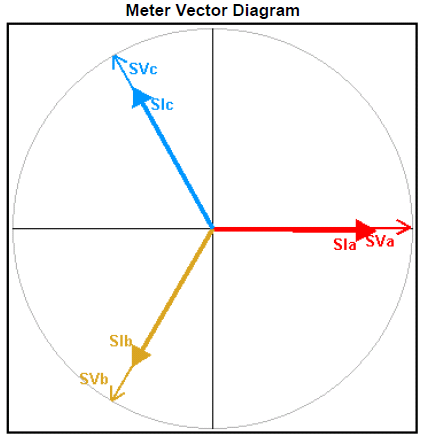 Meter Vector Diagram
SVc
SIc
SIa
SVa
SIb
SVb